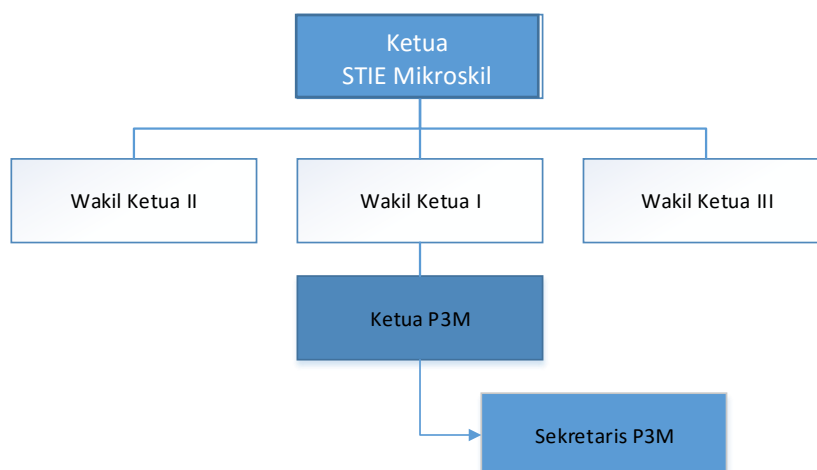 Ketua
STIE Mikroskil
Wakil Ketua II
Wakil Ketua I
Wakil Ketua III
Ketua P3M
Sekretaris P3M